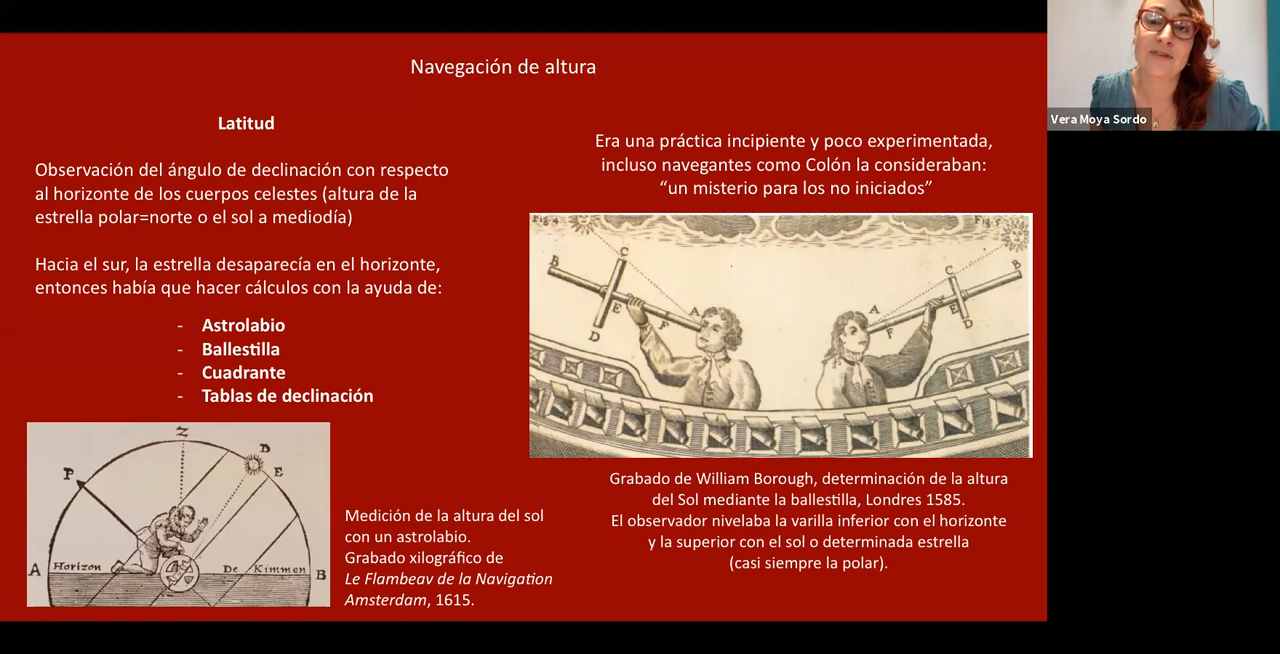 Navegación de altura
Latitud
Observación del ángulo de declinación con respecto
al horizonte de los cuerpos celestes (altura de la
estrella polar=norte o el sol a mediodía)
Hacia el sur, la estrella desaparecía en el horizonte,
entonces había que hacer cálculos con la ayuda de:
- Astrolabio
- Ballestilla
- Cuadrante
- Tablas de declinación
Z
D
P
E
A
Horizon
De Kimmen
B
Medición de la altura del sol
con un astrolabio.
Grabado xilográfico de
Le Flambeav de la Navigation
Amsterdam, 1615.
Era una práctica incipiente y poco experimentada,
incluso navegantes como Colón la consideraban:
“un misterio para los no iniciados”
Fig. 4
Fig. 5
B
C
E
F
A
D
A
F
C
E
D
B
Grabado de William Borough, determinación de la altura
del Sol mediante la ballestilla, Londres 1585.
El observador nivelaba la varilla inferior con el horizonte
y la superior con el sol o determinada estrella
(casi siempre la polar).
Vera Moya Sordo